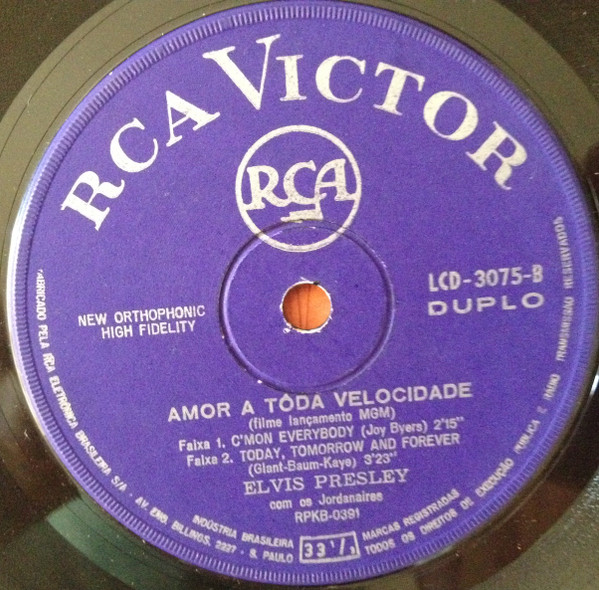 RCA VICTOR
RCA
NEW ORTHOPHONIC
HIGH FIDELITY
LCD-3075-B
DUPLO
AMOR A TÔDA VELOCIDADE
(filme lançamento MGM)
Faixa 1. C'MON EVERYBODY (Joy Byers) 2'15"
Faixa 2. TODAY, TOMORROW AND FOREVER
(Giant-Baum-Kaye) 3'23"
ELVIS PRESLEY
com os Jordanaires
RPKB-0391
33 1/3
FABRICADO PELA RCA ELETRÔNICA BRASILEIRA S/A - AV. ENG. BILLINGS, 2227 - S. PAULO
INDÚSTRIA BRASILEIRA
MARCAS REGISTRADAS
TODOS OS DIREITOS DE EXECUÇÃO PÚBLICA E RADIO TRANSMISSÃO RESERVADOS